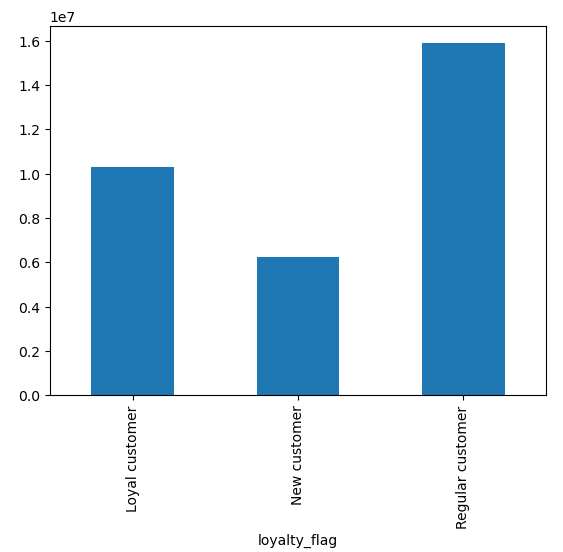 1e7
1.6
1.4
1.2
1.0
0.8
0.6
0.4
0.2
0.0
Loyal customer
New customer
Regular customer
loyalty_flag